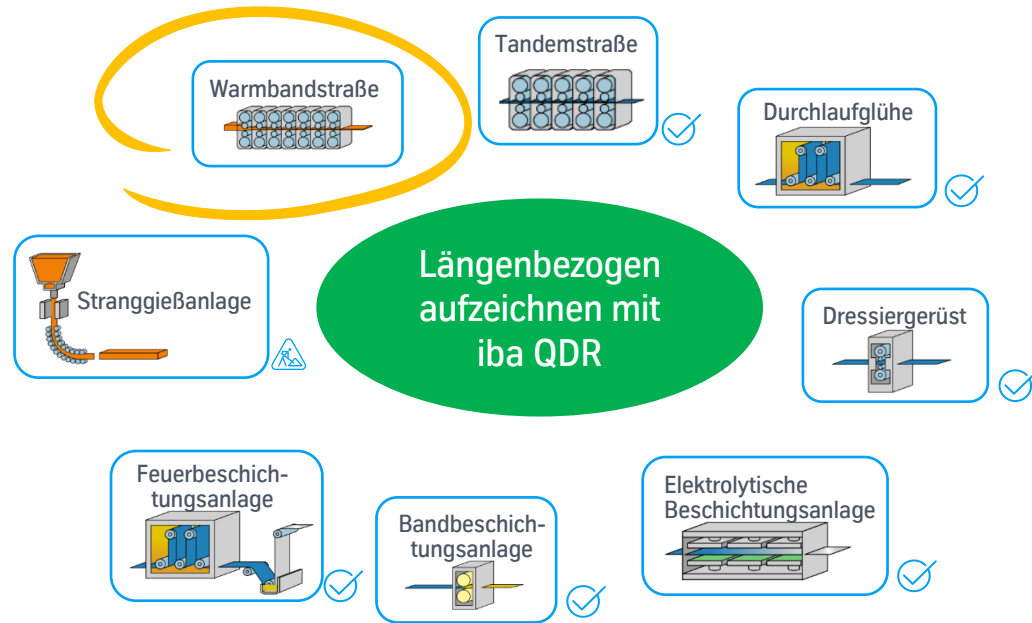 Tandemstraße
Warmbandstraße
Durchlaufglühe
Längenbezogen
aufzeichnen mit
iba QDR
Stranggießanlage
Dressiergerüst
Feuerbeschich-
tungsanlage
Bandbeschich-
tungsanlage
Elektrolytische
Beschichtungsanlage